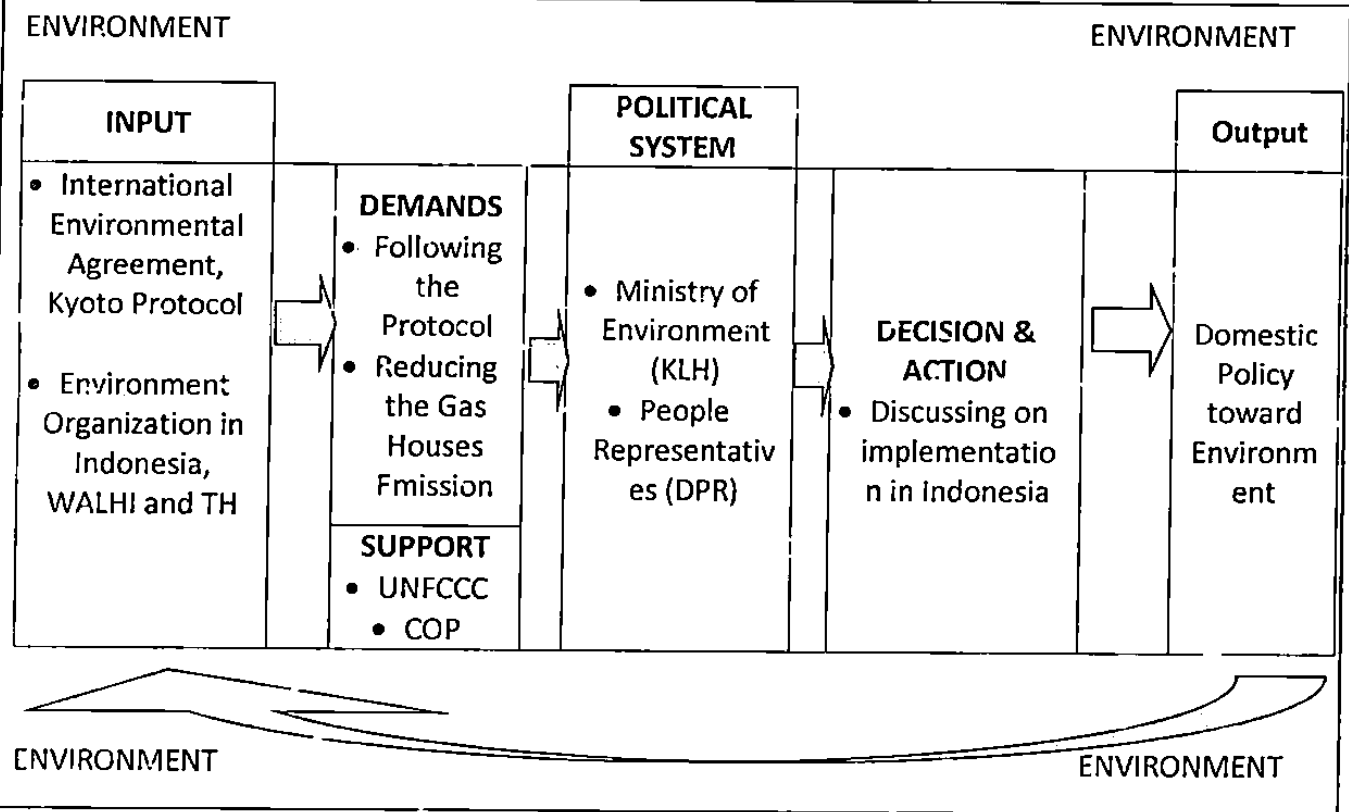 ENVIRONMENT
ENVIRONMENT
INPUT
• International
Environmental
Agreement,
Kyoto Protocol
• Environment
Organization in
Indonesia,
WALHI and TH
DEMANDS
• Following
the
Protocol
• Reducing
the Gas
Houses
Emission
SUPPORT
• UNFCCC
• COP
POLITICAL
SYSTEM
• Ministry of
Environment
(KLH)
• People
Representativ
es (DPR)
DECISION &
ACTION
• Discussing on
implementatio
n in Indonesia
Output
Domestic
Policy
toward
Environm
ent
ENVIRONMENT
ENVIRONMENT